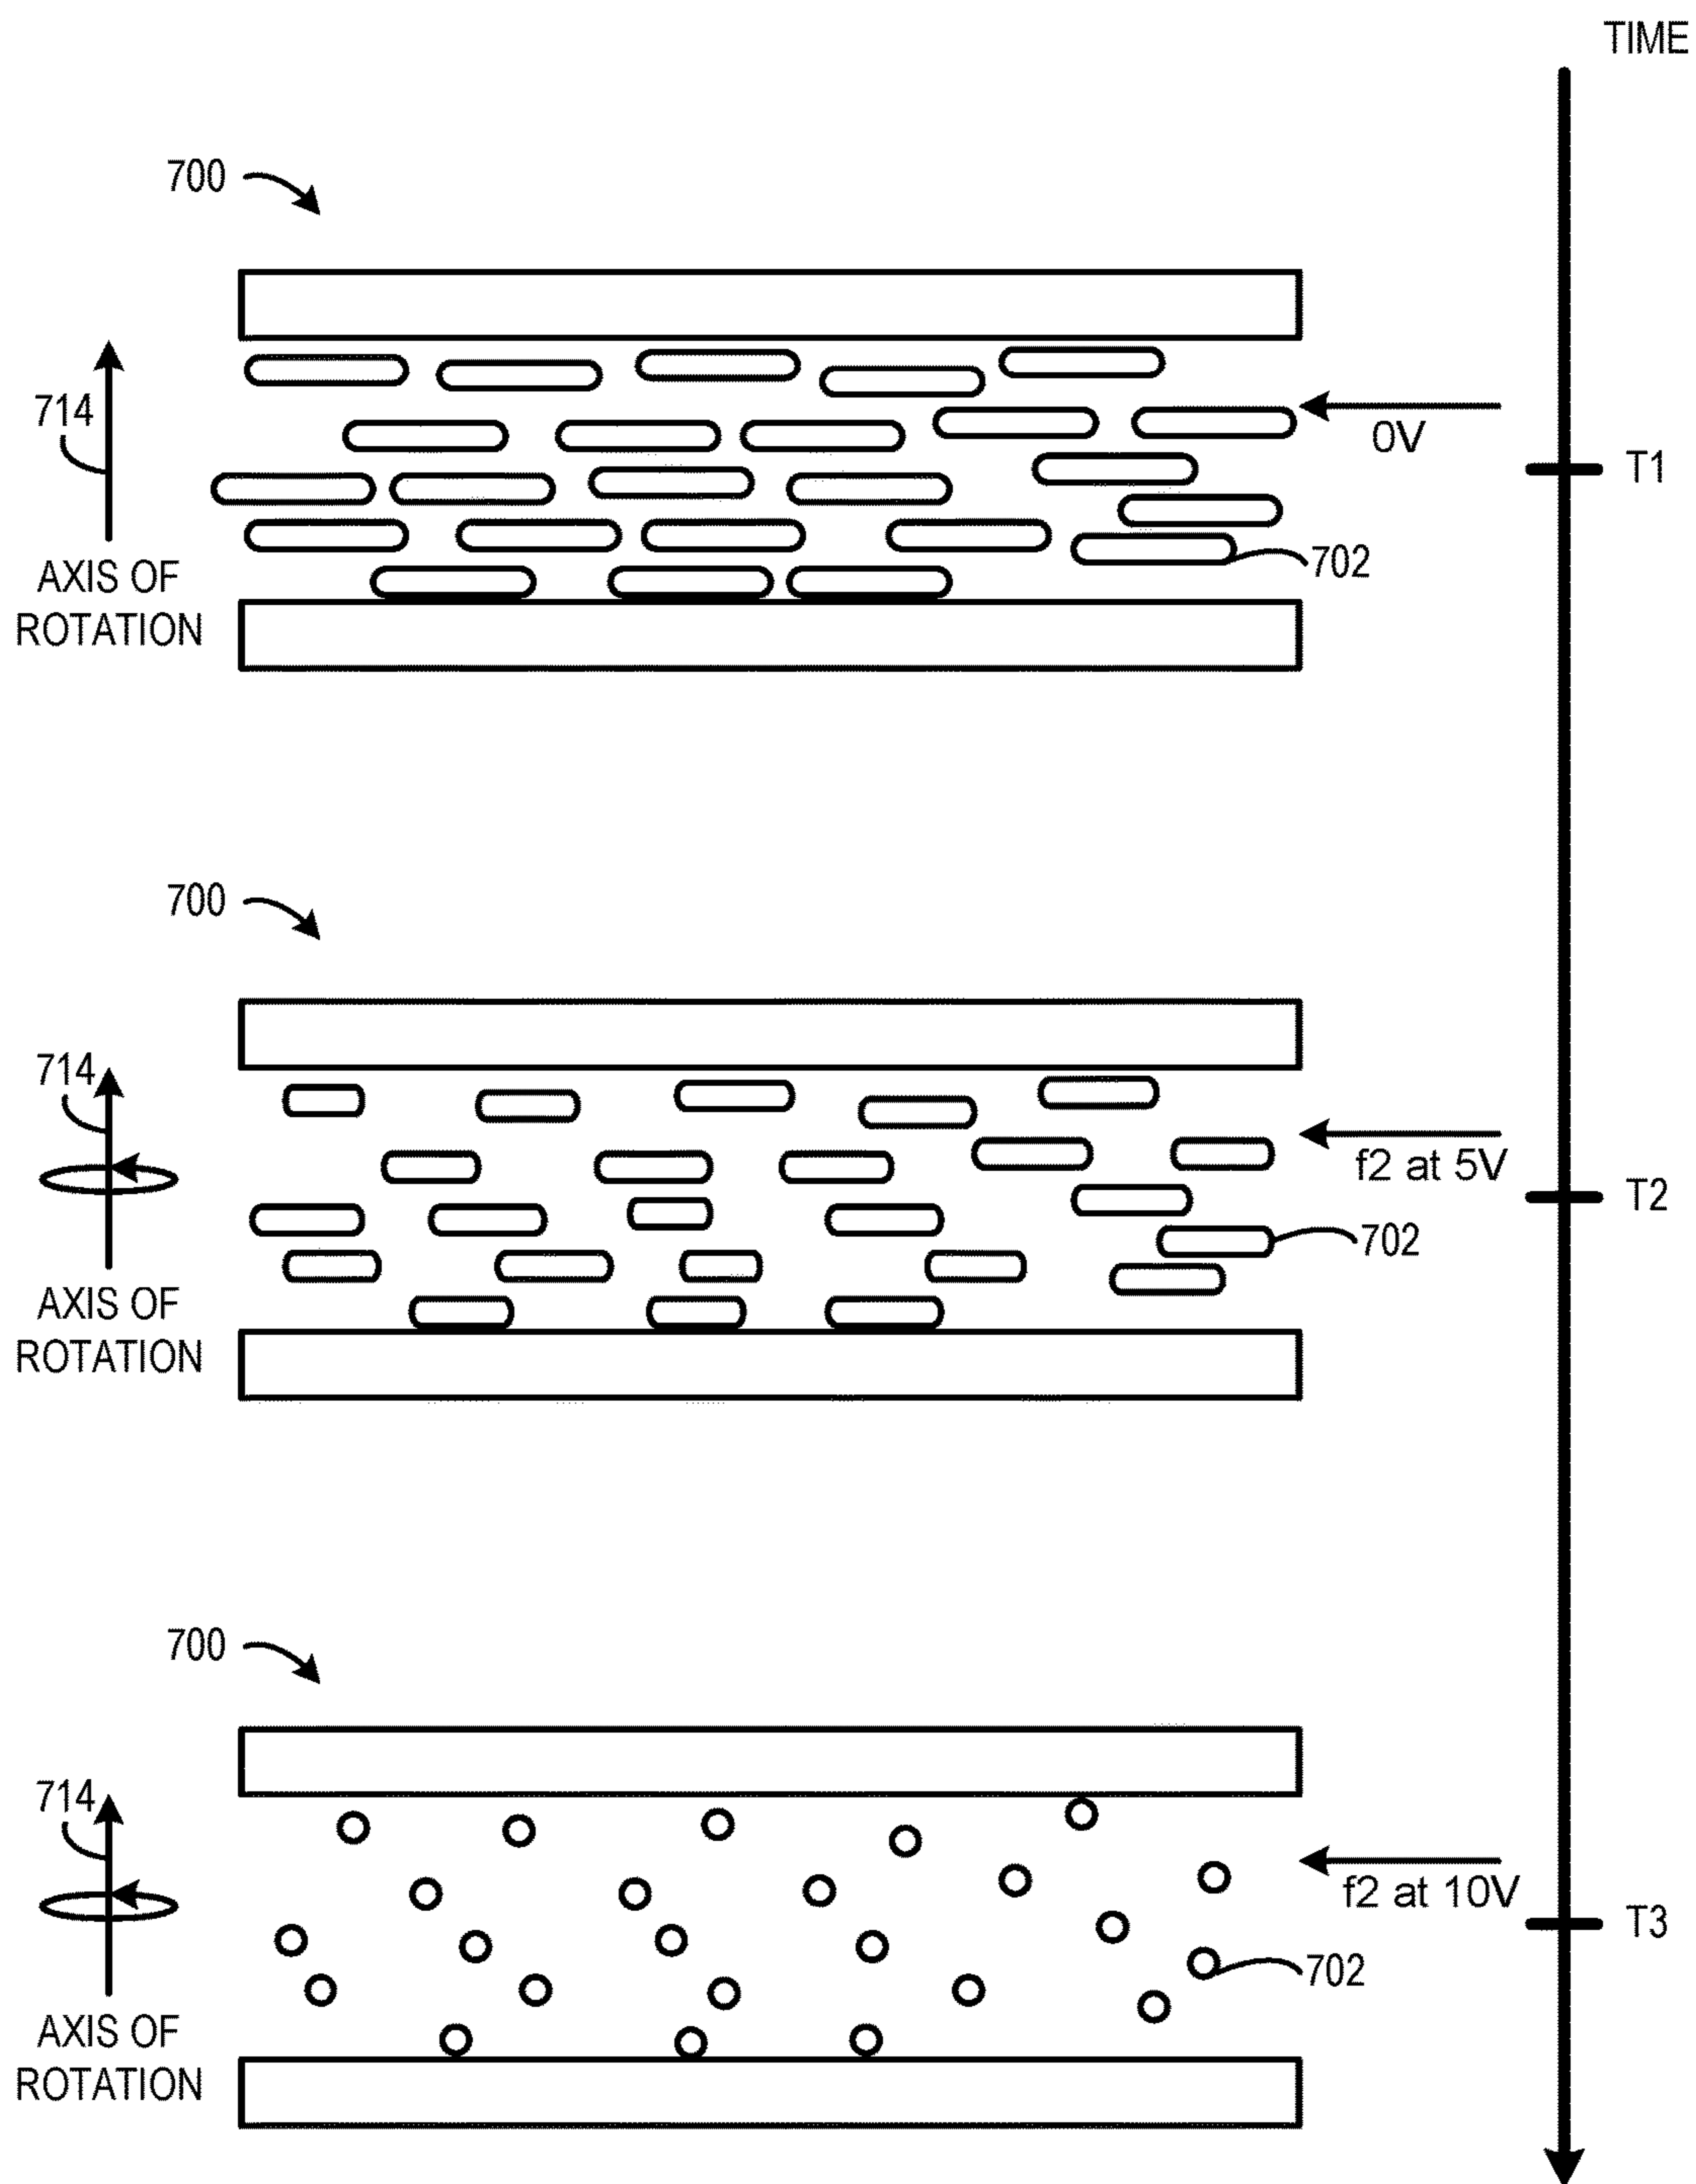 TIME
700
714
0V
T1
702
AXIS OF
ROTATION
700
714
f2 at 5V
T2
702
AXIS OF
ROTATION
700
714
f2 at 10V
T3
702
AXIS OF
ROTATION